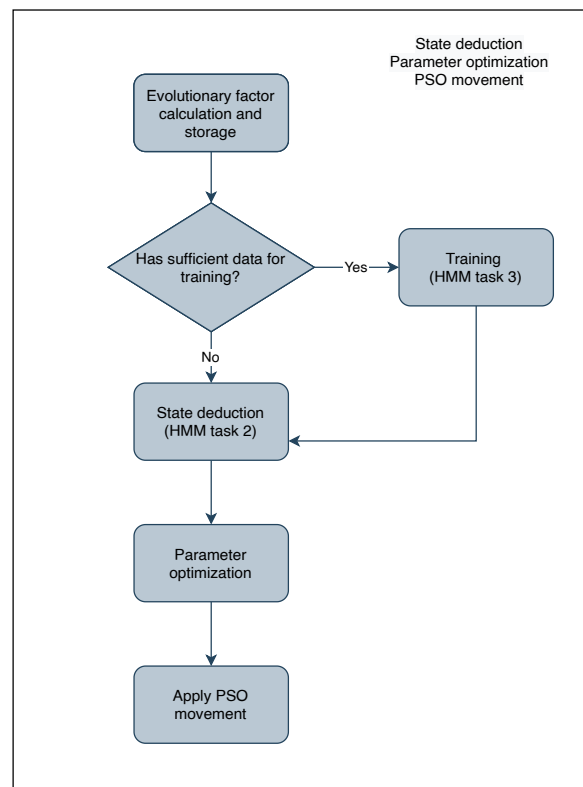 State deduction
Parameter optimization
PSO movement
Evolutionary factor
calculation and
storage
Has sufficient data for
training?
Yes
Training
(HMM task 3)
No
State deduction
(HMM task 2)
Parameter
optimization
Apply PSO
movement